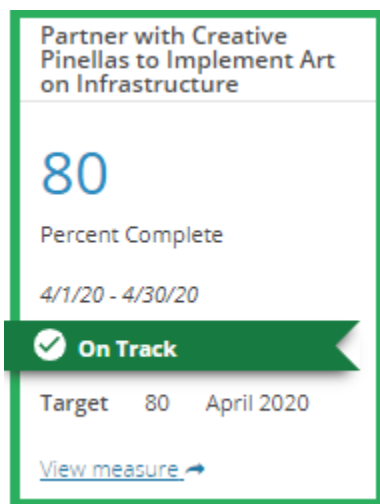 Partner with Creative
Pinellas to Implement Art
on Infrastructure
80
Percent Complete
4/1/20 - 4/30/20
On Track
Target 80 April 2020
View measure